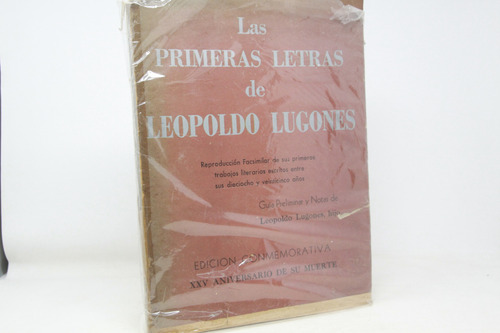 Las
PRIMERAS LETRAS
de
LEOPOLDO LUGONES
Reproducción Facsimilar de sus primeros
trabajos literarios escritos entre
sus dieciocho y veinticinco años
Guía Preliminar y Notas de
Leopoldo Lugones hijo
EDICION CONMEMORATIVA
XXV ANIVERSARIO DE SU MUERTE